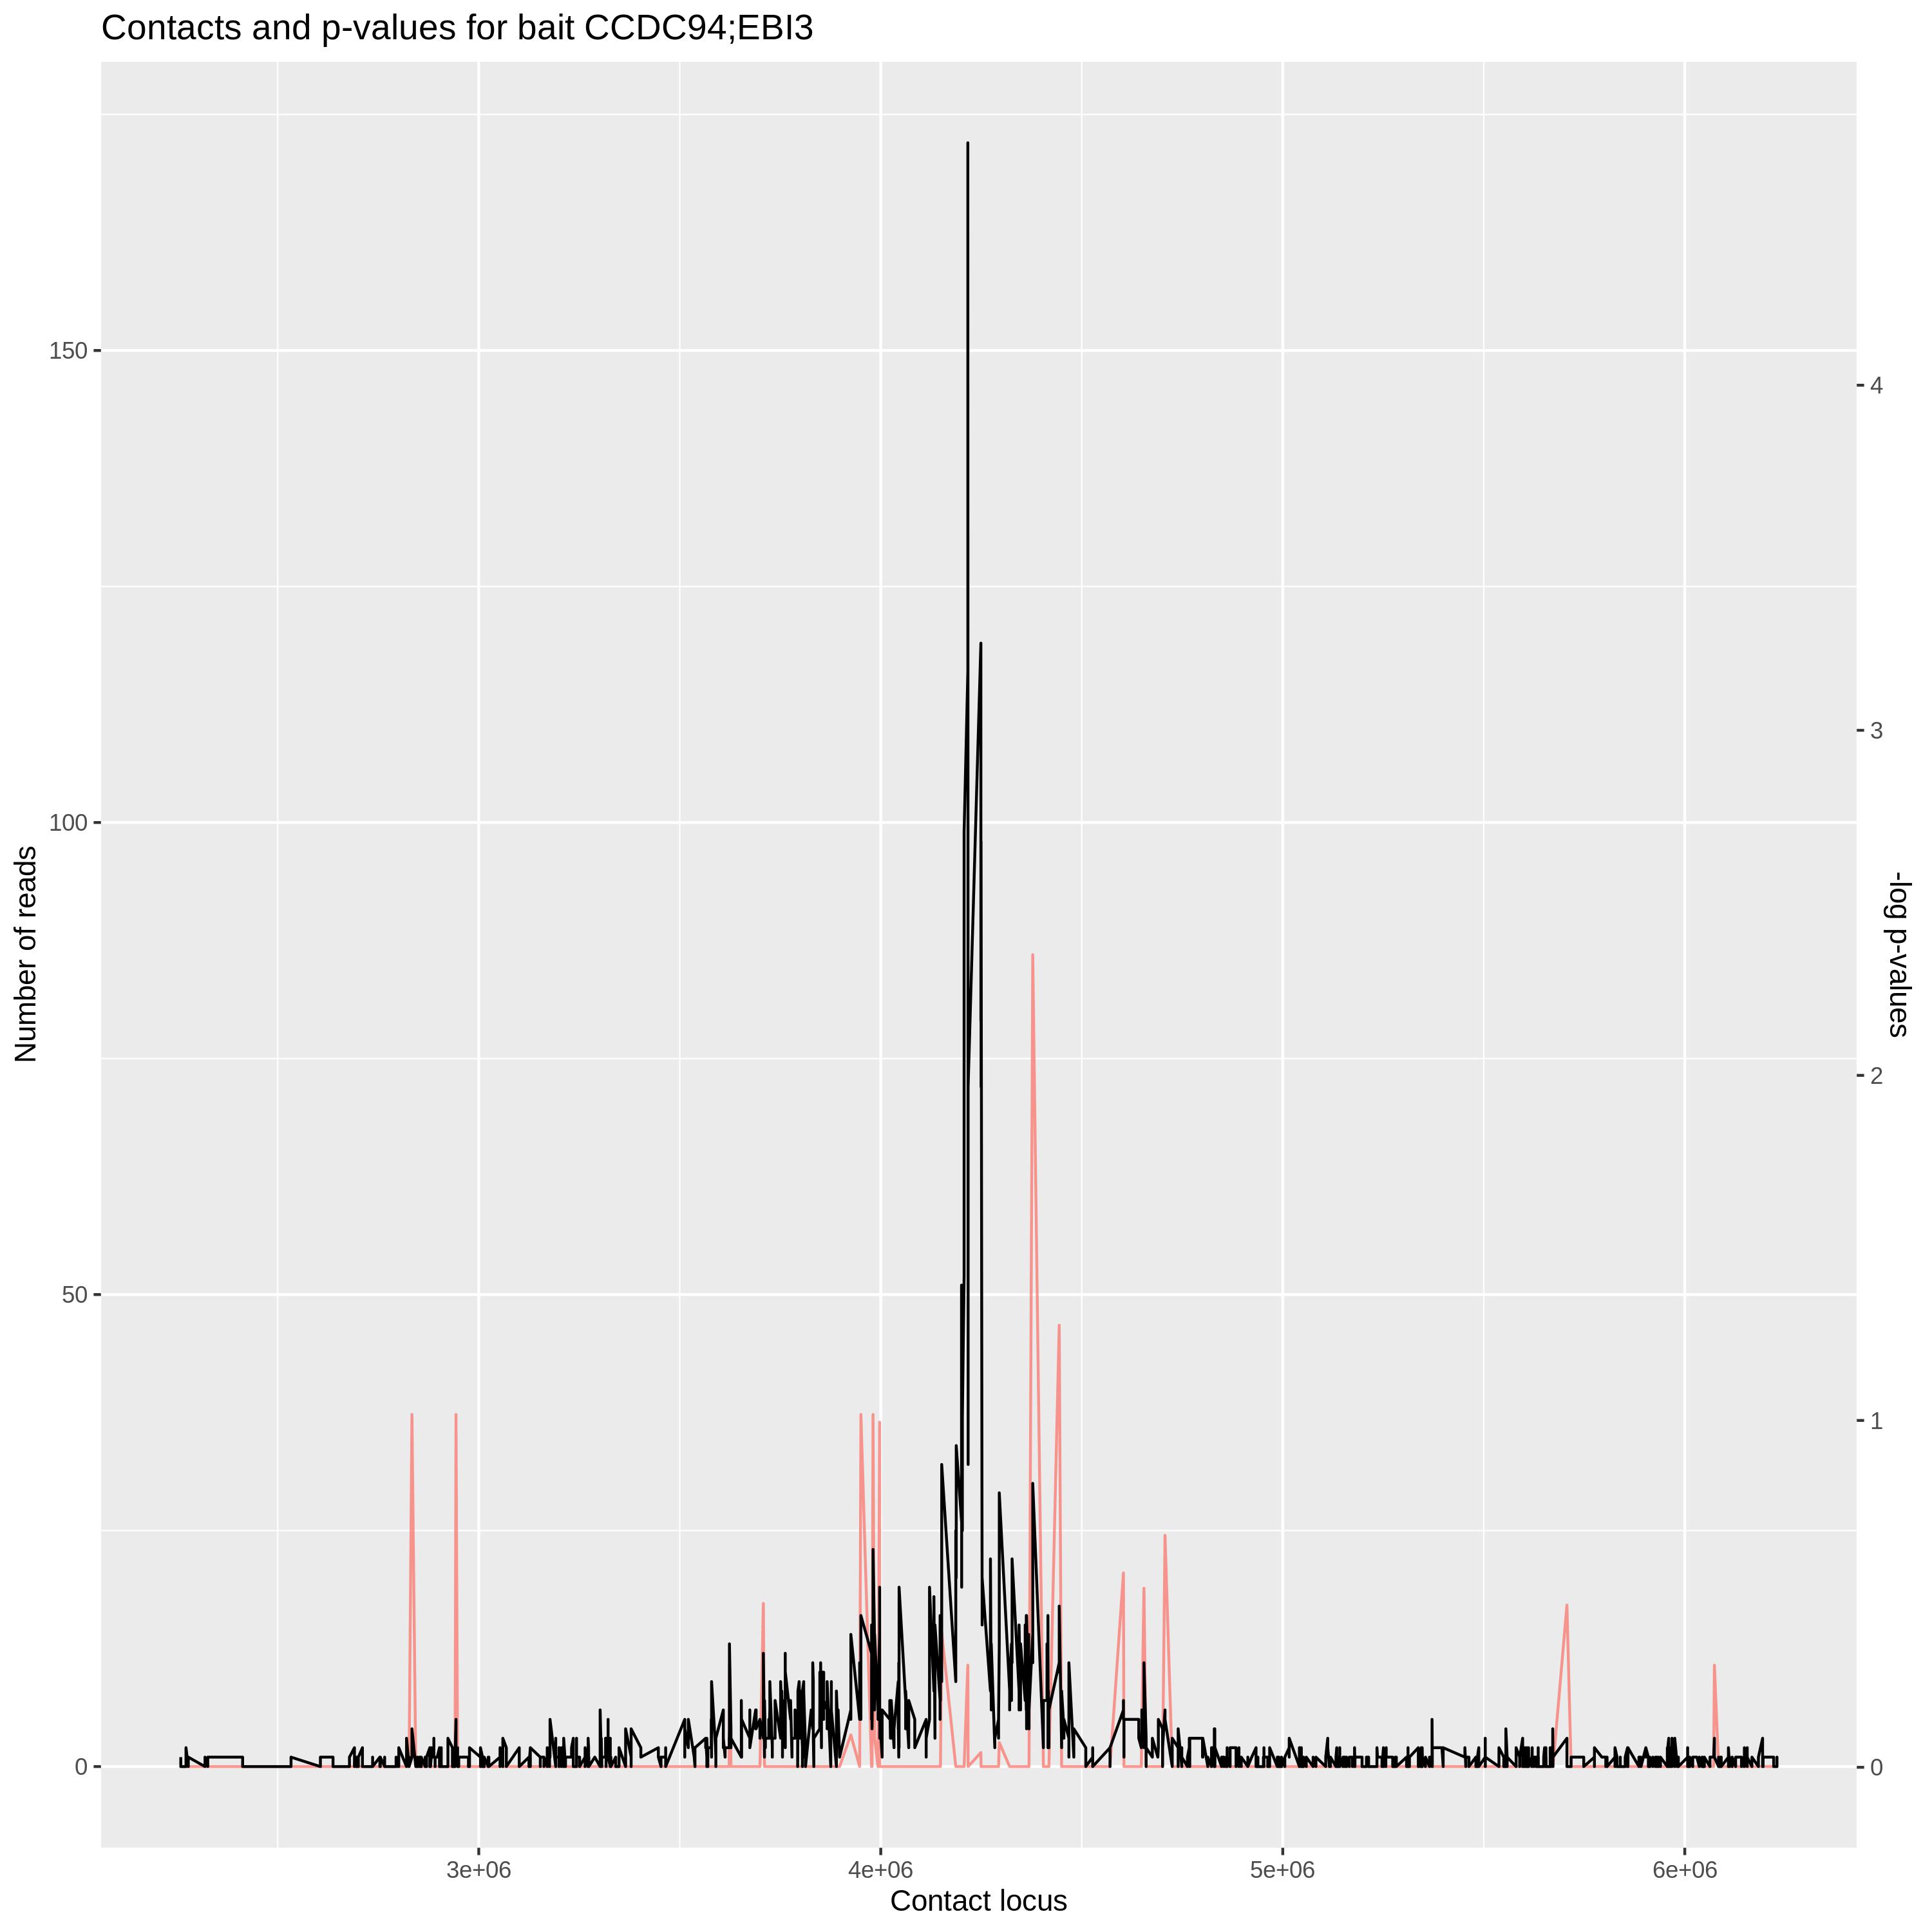 Contacts and p-values for bait CCDC94;EBI3
Number of reads
150
100
50
0
4
3
2
1
0
-log p-values
3e+06
4e+06
5e+06
6e+06
Contact locus